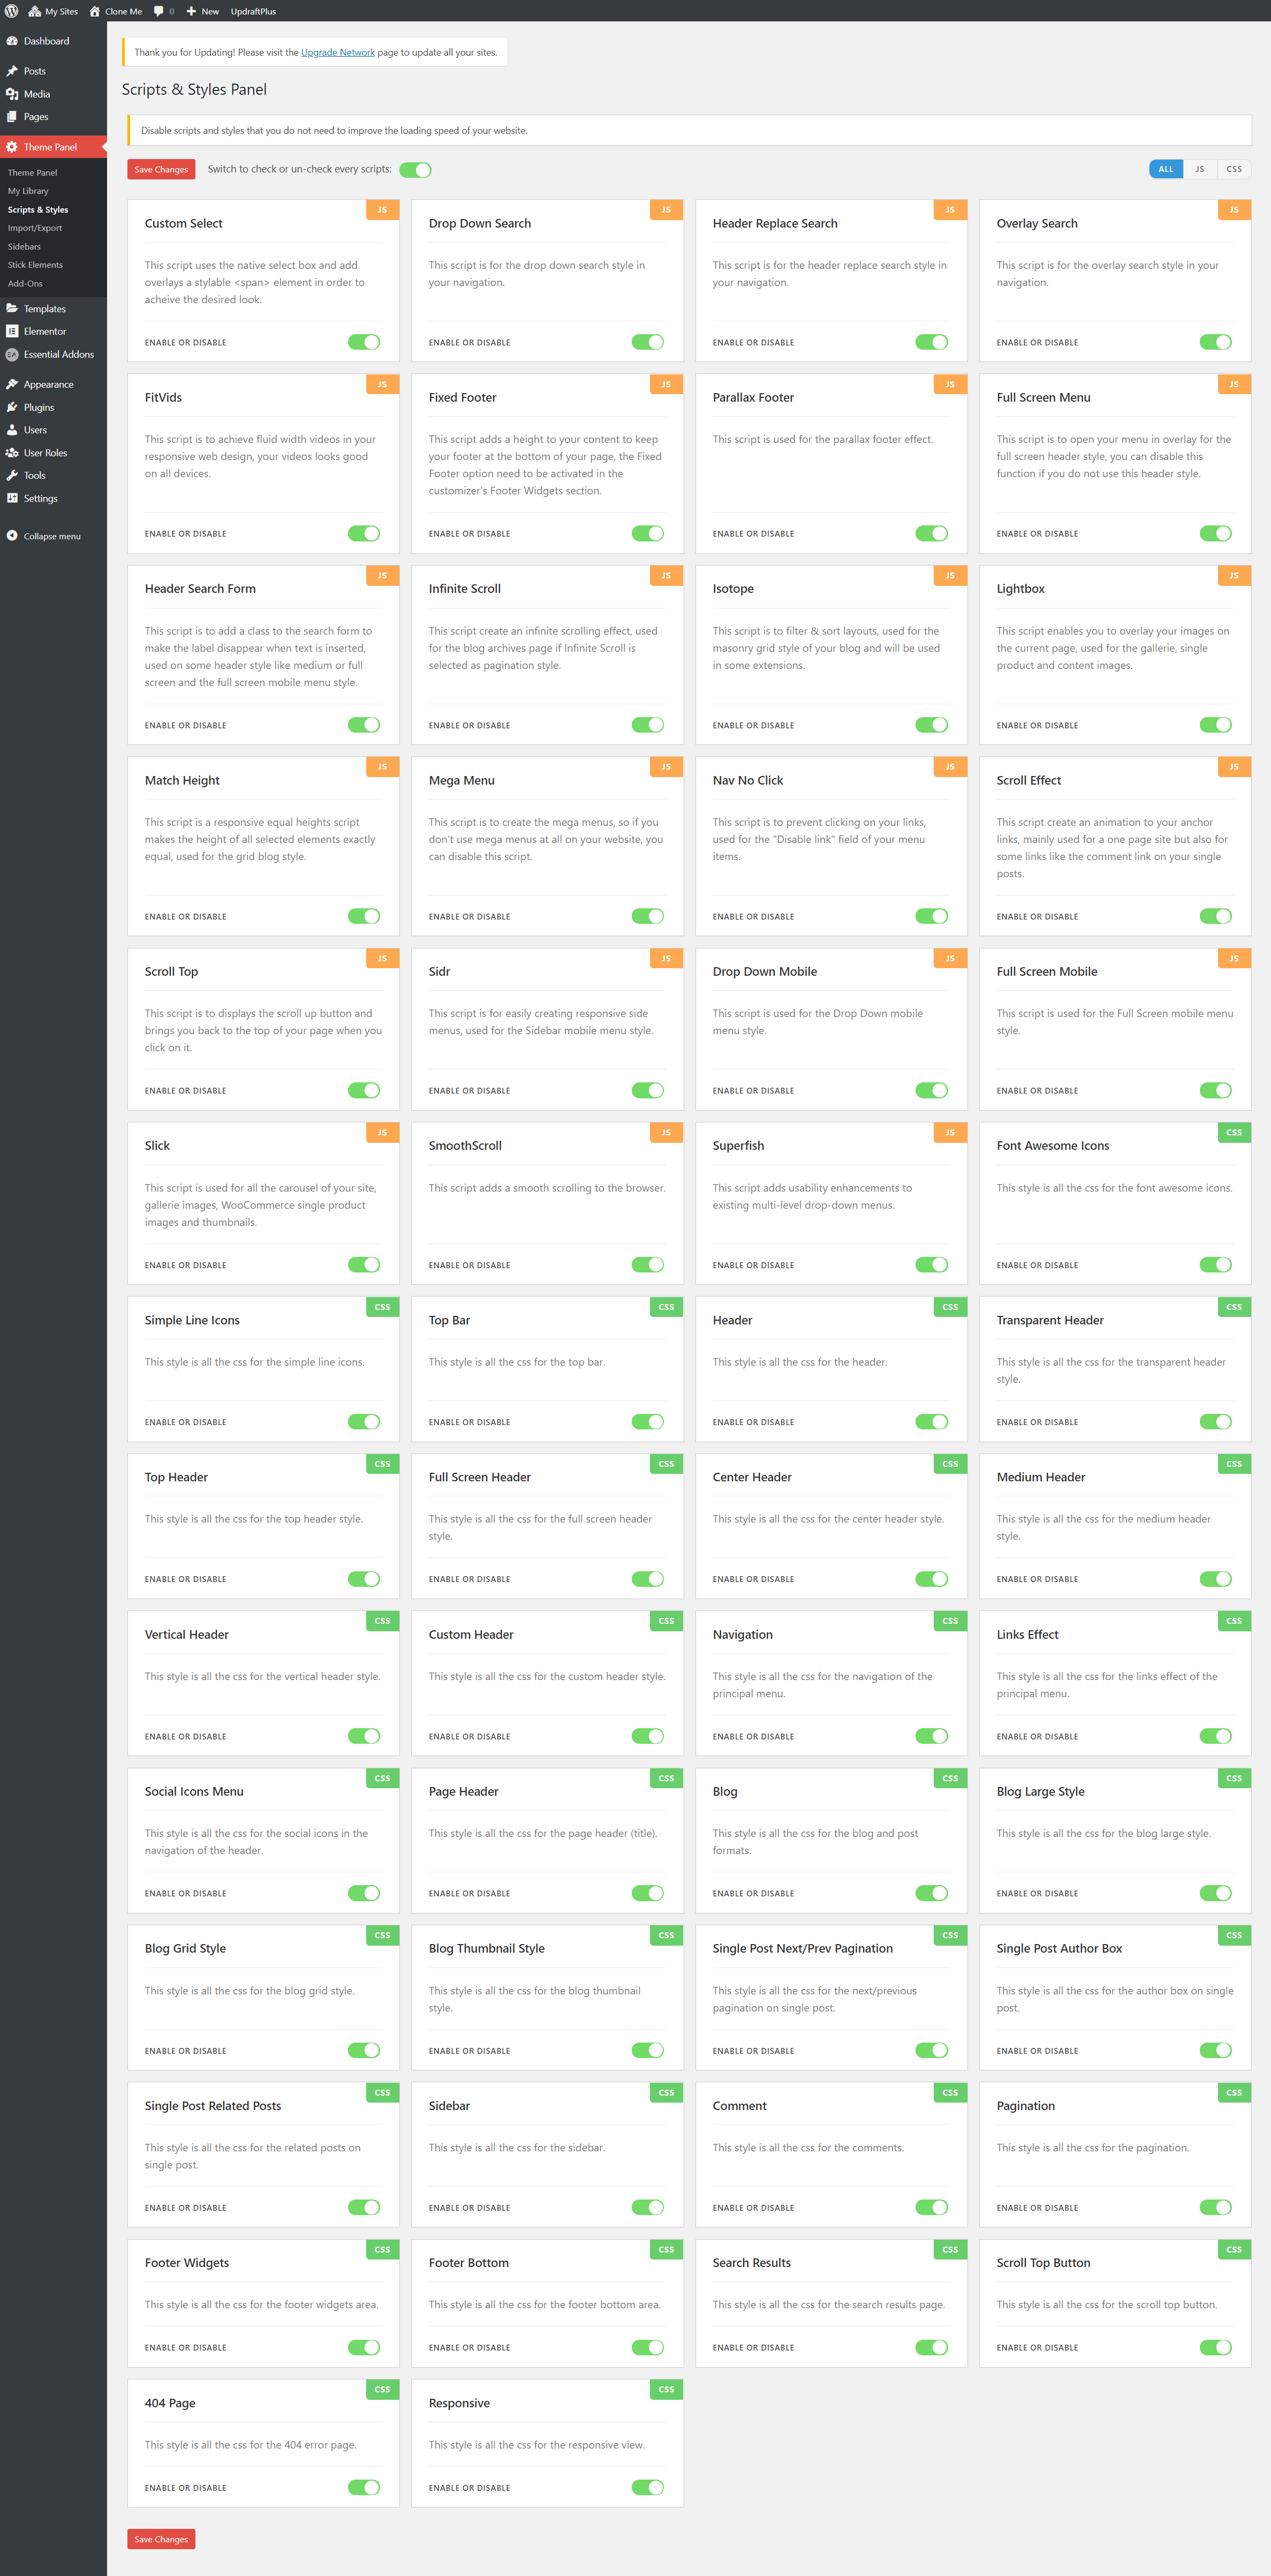 My Sites Clone Me 0 New UpdraftPlus
Dashboard
Posts
Media
Pages
Theme Panel
Theme Panel
My Library
Scripts & Styles
Import/Export
Sidebars
Stick Elements
Add-Ons
Templates
Elementor
EA Essential Addons
Appearance
Plugins
Users
User Roles
Tools
Settings
Collapse menu
Thank you for Updating! Please visit the Upgrade Network page to update all your sites.
Scripts & Styles Panel
Disable scripts and styles that you do not need to improve the loading speed of your website.
Save Changes Switch to check or un-check every scripts: ALL JS CSS
JS
Custom Select
This script uses the native select box and add
overlays a stylable <span> element in order to
acheive the desired look.
ENABLE OR DISABLE
JS
Drop Down Search
This script is for the drop down search style in
your navigation.
ENABLE OR DISABLE
JS
Header Replace Search
This script is for the header replace search style in
your navigation.
ENABLE OR DISABLE
JS
Overlay Search
This script is for the overlay search style in your
navigation.
ENABLE OR DISABLE
JS
FitVids
This script is to achieve fluid width videos in your
responsive web design, your videos looks good
on all devices.
ENABLE OR DISABLE
JS
Fixed Footer
This script adds a height to your content to keep
your footer at the bottom of your page, the Fixed
Footer option need to be activated in the
customizer's Footer Widgets section.
ENABLE OR DISABLE
JS
Parallax Footer
This script is used for the parallax footer effect.
ENABLE OR DISABLE
JS
Full Screen Menu
This script is to open your menu in overlay for the
full screen header style, you can disable this
function if you do not use this header style.
ENABLE OR DISABLE
JS
Header Search Form
This script is to add a class to the search form to
make the label disappear when text is inserted,
used on some header style like medium or full
screen and the full screen mobile menu style.
ENABLE OR DISABLE
JS
Infinite Scroll
This script create an infinite scrolling effect, used
for the blog archives page if Infinite Scroll is
selected as pagination style.
ENABLE OR DISABLE
JS
Isotope
This script is to filter & sort layouts, used for the
masonry grid style of your blog and will be used
in some extensions.
ENABLE OR DISABLE
JS
Lightbox
This script enables you to overlay your images on
the current page, used for the gallerie, single
product and content images.
ENABLE OR DISABLE
JS
Match Height
This script is a responsive equal heights script
makes the height of all selected elements exactly
equal, used for the grid blog style.
ENABLE OR DISABLE
JS
Mega Menu
This script is to create the mega menus, so if you
don't use mega menus at all on your website, you
can disable this script.
ENABLE OR DISABLE
JS
Nav No Click
This script is to prevent clicking on your links,
used for the "Disable link" field of your menu
items.
ENABLE OR DISABLE
JS
Scroll Effect
This script create an animation to your anchor
links, mainly used for a one page site but also for
some links like the comment link on your single
posts.
ENABLE OR DISABLE
JS
Scroll Top
This script is to displays the scroll up button and
brings you back to the top of your page when you
click on it.
ENABLE OR DISABLE
JS
Sidr
This script is for easily creating responsive side
menus, used for the Sidebar mobile menu style.
ENABLE OR DISABLE
JS
Drop Down Mobile
This script is used for the Drop Down mobile
menu style.
ENABLE OR DISABLE
JS
Full Screen Mobile
This script is used for the Full Screen mobile menu
style.
ENABLE OR DISABLE
JS
Slick
This script is used for all the carousel of your site,
gallerie images, WooCommerce single product
images and thumbnails.
ENABLE OR DISABLE
JS
SmoothScroll
This script adds a smooth scrolling to the browser.
ENABLE OR DISABLE
JS
Superfish
This script adds usability enhancements to
existing multi-level drop-down menus.
ENABLE OR DISABLE
CSS
Font Awesome Icons
This style is all the css for the font awesome icons.
ENABLE OR DISABLE
CSS
Simple Line Icons
This style is all the css for the simple line icons.
ENABLE OR DISABLE
CSS
Top Bar
This style is all the css for the top bar.
ENABLE OR DISABLE
CSS
Header
This style is all the css for the header.
ENABLE OR DISABLE
CSS
Transparent Header
This style is all the css for the transparent header
style.
ENABLE OR DISABLE
CSS
Top Header
This style is all the css for the top header style.
ENABLE OR DISABLE
CSS
Full Screen Header
This style is all the css for the full screen header
style.
ENABLE OR DISABLE
CSS
Center Header
This style is all the css for the center header style.
ENABLE OR DISABLE
CSS
Medium Header
This style is all the css for the medium header
style.
ENABLE OR DISABLE
CSS
Vertical Header
This style is all the css for the vertical header style.
ENABLE OR DISABLE
CSS
Custom Header
This style is all the css for the custom header style.
ENABLE OR DISABLE
CSS
Navigation
This style is all the css for the navigation of the
principal menu.
ENABLE OR DISABLE
CSS
Links Effect
This style is all the css for the links effect of the
principal menu.
ENABLE OR DISABLE
CSS
Social Icons Menu
This style is all the css for the social icons in the
navigation of the header.
ENABLE OR DISABLE
CSS
Page Header
This style is all the css for the page header (title).
ENABLE OR DISABLE
CSS
Blog
This style is all the css for the blog and post
formats.
ENABLE OR DISABLE
CSS
Blog Large Style
This style is all the css for the blog large style.
ENABLE OR DISABLE
CSS
Blog Grid Style
This style is all the css for the blog grid style.
ENABLE OR DISABLE
CSS
Blog Thumbnail Style
This style is all the css for the blog thumbnail
style.
ENABLE OR DISABLE
CSS
Single Post Next/Prev Pagination
This style is all the css for the next/previous
pagination on single post.
ENABLE OR DISABLE
CSS
Single Post Author Box
This style is all the css for the author box on single
post.
ENABLE OR DISABLE
CSS
Single Post Related Posts
This style is all the css for the related posts on
single post.
ENABLE OR DISABLE
CSS
Sidebar
This style is all the css for the sidebar.
ENABLE OR DISABLE
CSS
Comment
This style is all the css for the comments.
ENABLE OR DISABLE
CSS
Pagination
This style is all the css for the pagination.
ENABLE OR DISABLE
CSS
Footer Widgets
This style is all the css for the footer widgets area.
ENABLE OR DISABLE
CSS
Footer Bottom
This style is all the css for the footer bottom area.
ENABLE OR DISABLE
CSS
Search Results
This style is all the css for the search results page.
ENABLE OR DISABLE
CSS
Scroll Top Button
This style is all the css for the scroll top button.
ENABLE OR DISABLE
CSS
404 Page
This style is all the css for the 404 error page.
ENABLE OR DISABLE
CSS
Responsive
This style is all the css for the responsive view.
ENABLE OR DISABLE
Save Changes